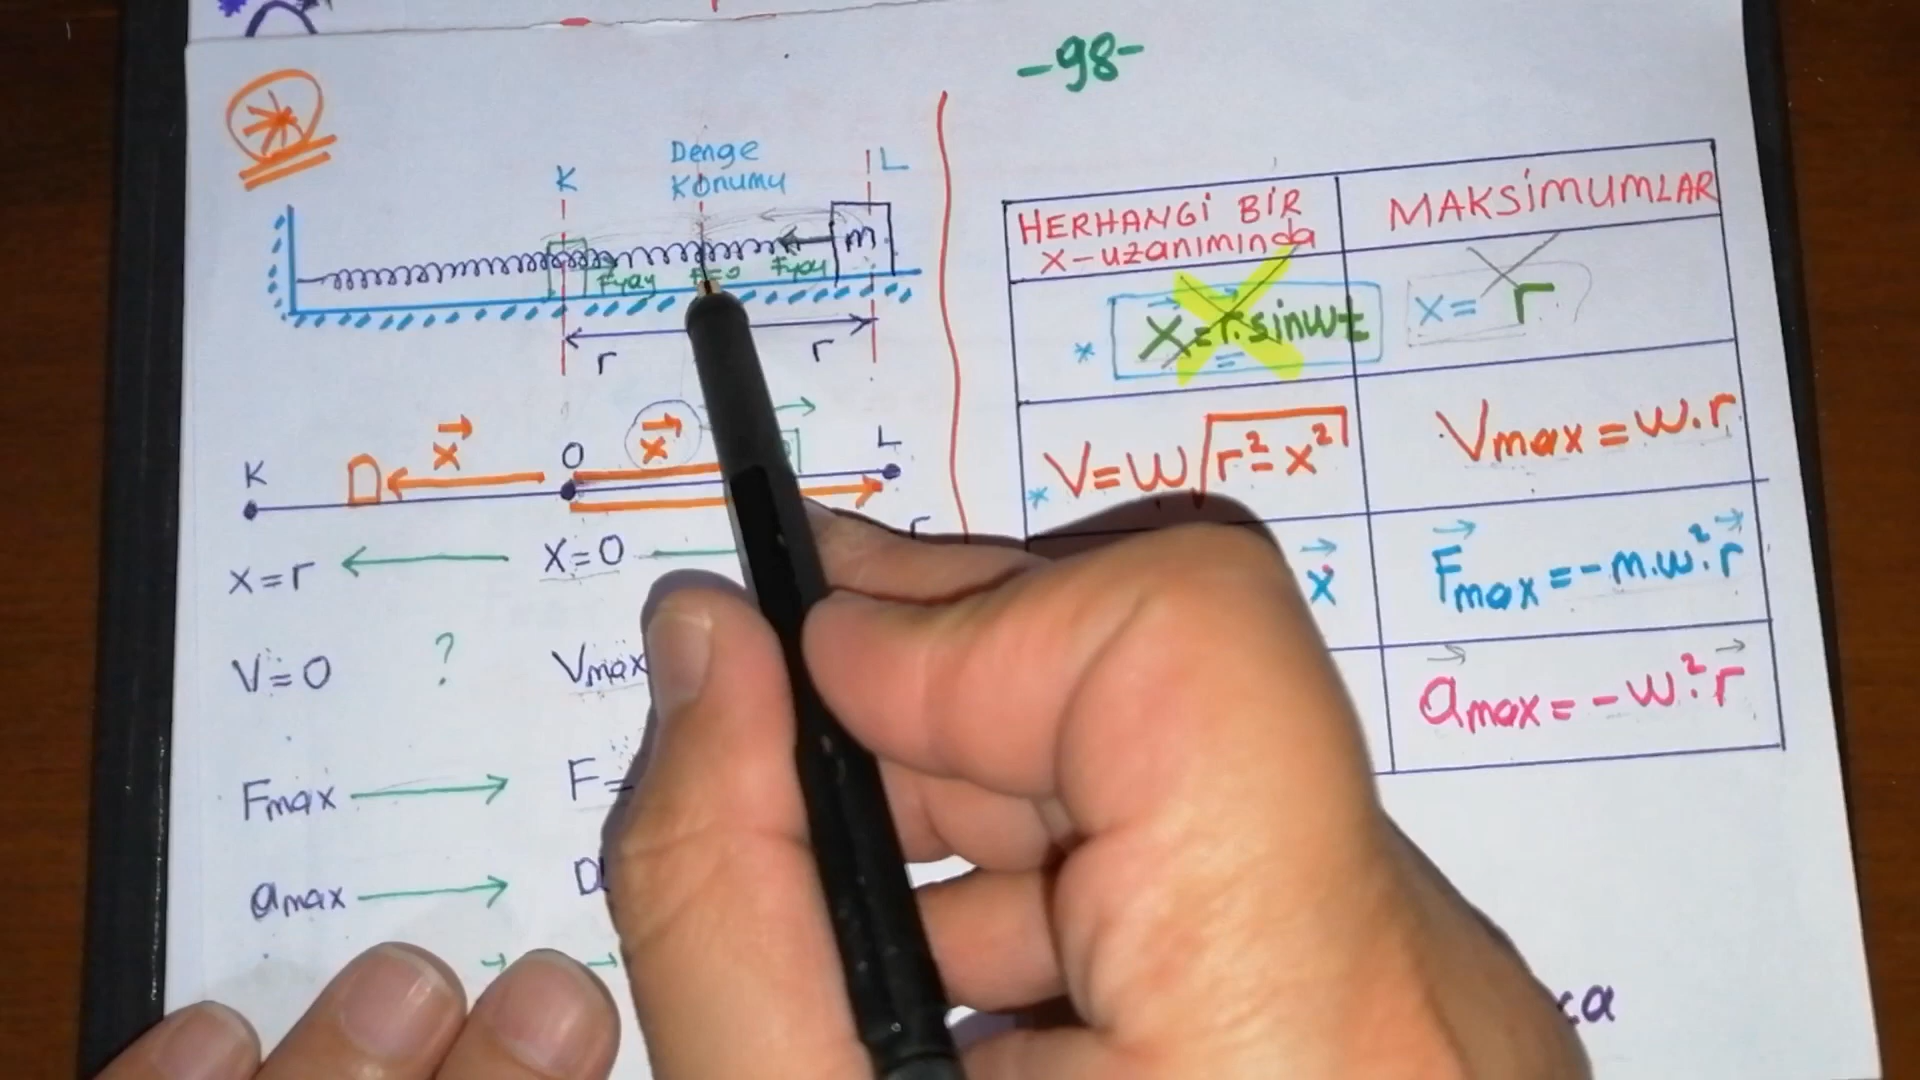 -98-
Denge
Konumu
K
L
m
Fyay
F=0
Fyay
r
r
x
x
K
O
L
x=r
x=0
r
V=0
?
Vmax
Fmax
F=
amax
HERHANGİ BİR
x-uzanımında
MAKSİMUMLAR
* x=r.sinwt
x= r
* V=w√r²-x²
Vmax=w.r
x
Fmax=-m.w².r
amax=-w².r